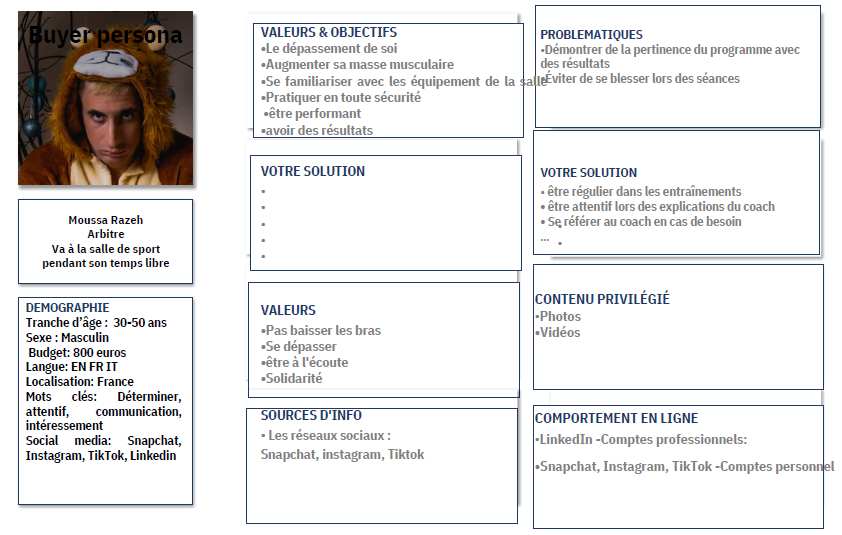 Buyer persona
Moussa Razeh
Arbitre
Va à la salle de sport
pendant son temps libre
DEMOGRAPHIE
Tranche d'âge : 30-50 ans
Sexe : Masculin
Budget: 800 euros
Langue: EN FR IT
Localisation: France
Mots clés: Déterminer,
attentif, communication,
intéressement
Social media: Snapchat,
Instagram, TikTok, Linkedin
VALEURS & OBJECTIFS
•Le dépassement de soi
•Augmenter sa masse musculaire
•Se familiariser avec les équipement de la salle
•Pratiquer en toute sécurité
•être performant
•avoir des résultats
VOTRE SOLUTION
•
•
•
•
•
VALEURS
•Pas baisser les bras
•Se dépasser
•être à l'écoute
•Solidarité
SOURCES D'INFO
• Les réseaux sociaux :
Snapchat, instagram, Tiktok
PROBLEMATIQUES
•Démontrer de la pertinence du programme avec
des résultats
•Éviter de se blesser lors des séances
VOTRE SOLUTION
• être régulier dans les entraînements
• être attentif lors des explications du coach
• Se référer au coach en cas de besoin
... •
CONTENU PRIVILÉGIÉ
•Photos
•Vidéos
COMPORTEMENT EN LIGNE
•LinkedIn -Comptes professionnels:
•Snapchat, Instagram, TikTok -Comptes personnel